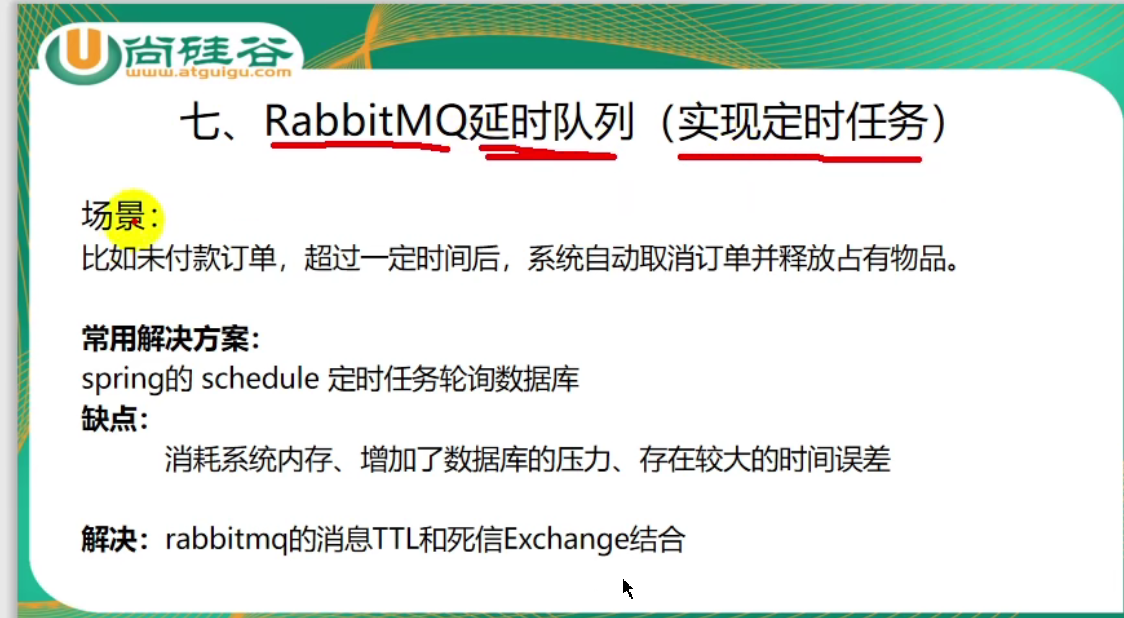 尚硅谷
www.atguigu.com
七、RabbitMQ延时队列（实现定时任务）
场景：
比如未付款订单，超过一定时间后，系统自动取消订单并释放占有物品。
常用解决方案：
spring的 schedule 定时任务轮询数据库
缺点：
消耗系统内存、增加了数据库的压力、存在较大的时间误差
解决：rabbitmq的消息TTL和死信Exchange结合